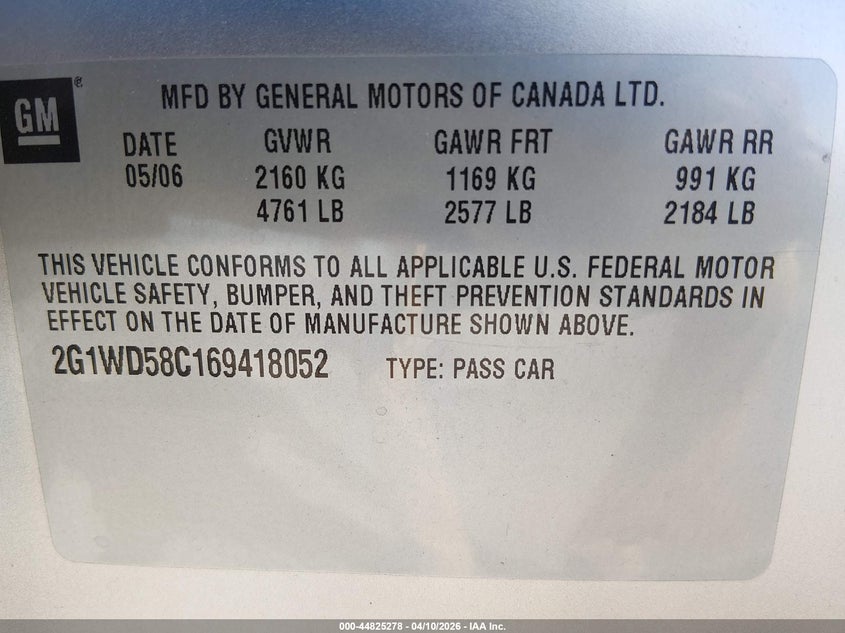 GM®
MFD BY GENERAL MOTORS OF CANADA LTD.
DATE GVWR GAWR FRT GAWR RR
05/06 2160 KG 1169 KG 991 KG
4761 LB 2577 LB 2184 LB
THIS VEHICLE CONFORMS TO ALL APPLICABLE U.S. FEDERAL MOTOR
VEHICLE SAFETY, BUMPER, AND THEFT PREVENTION STANDARDS IN
EFFECT ON THE DATE OF MANUFACTURE SHOWN ABOVE.
2G1WD58C169418052 TYPE: PASS CAR
000-44825278 - 04/10/2026 - IAA Inc.